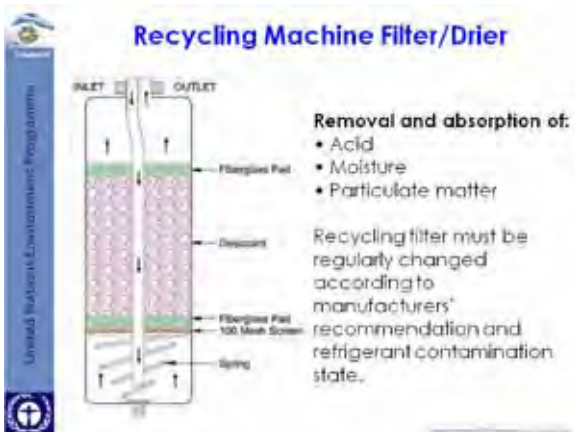 Recycling Machine Filter/Drier
INLET
OUTLET
Removal and absorption of:
• Acid
• Moisture
• Particulate matter
Fiberglass Pad
Desiccant
Recycling filter must be
regularly changed
according to
manufacturers'
recommendation and
refrigerant contamination
state.
Fiberglass Pad
100 Mesh Screen
Spring
United Nations Environment Programme